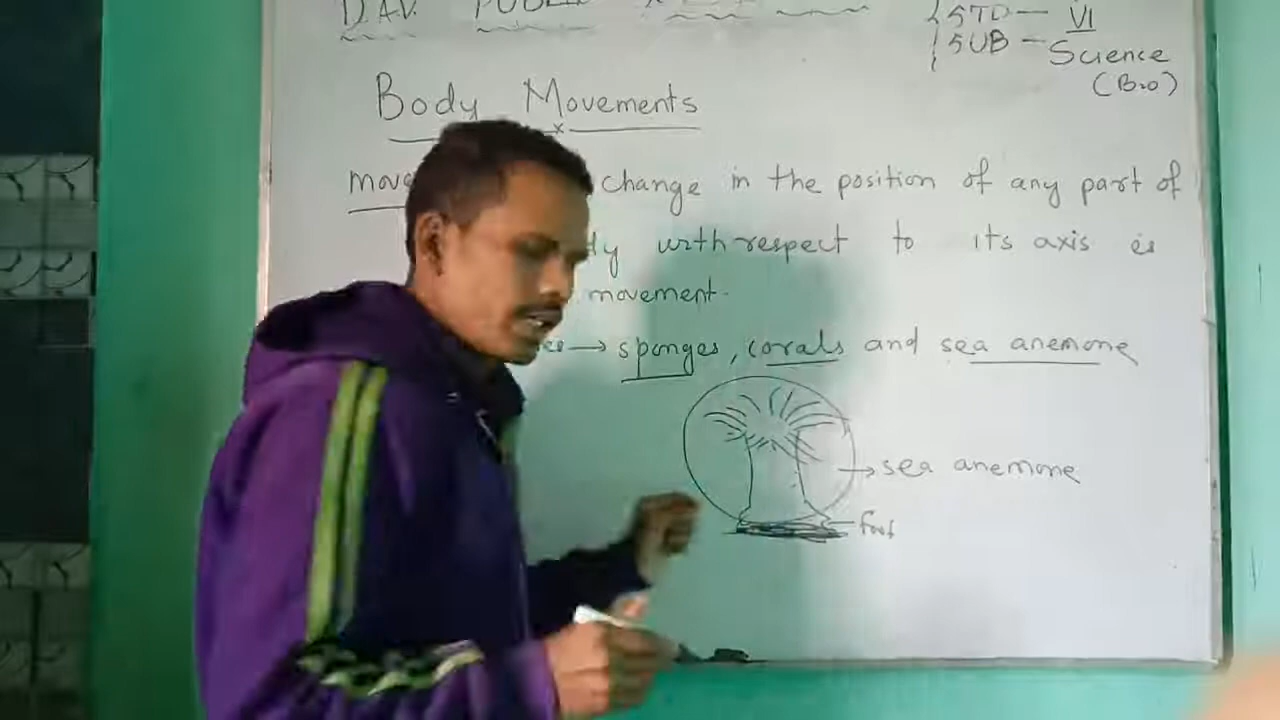 D.A.V. PUBLIC
STD — VI
SUB — Science
(Bio)
Body Movements
change in the position of any part of
with respect to its axis is
movement.
→ sponges, corals and sea anemone
→ sea anemone
foot